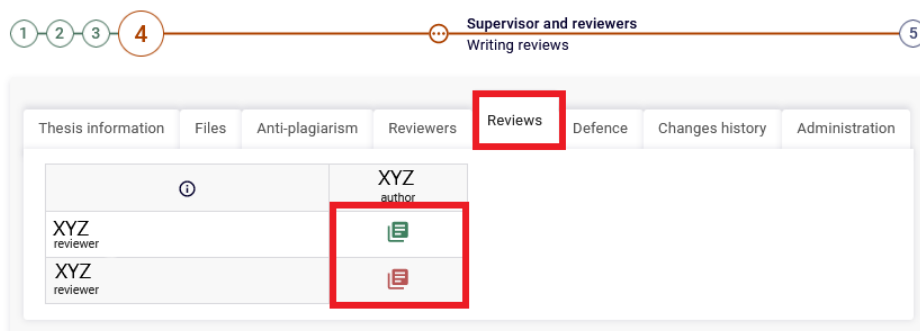 1 2 3 4 Supervisor and reviewers 5
Writing reviews
Thesis information Files Anti-plagiarism Reviewers Reviews Defence Changes history Administration
XYZ
author
XYZ
reviewer
XYZ
reviewer